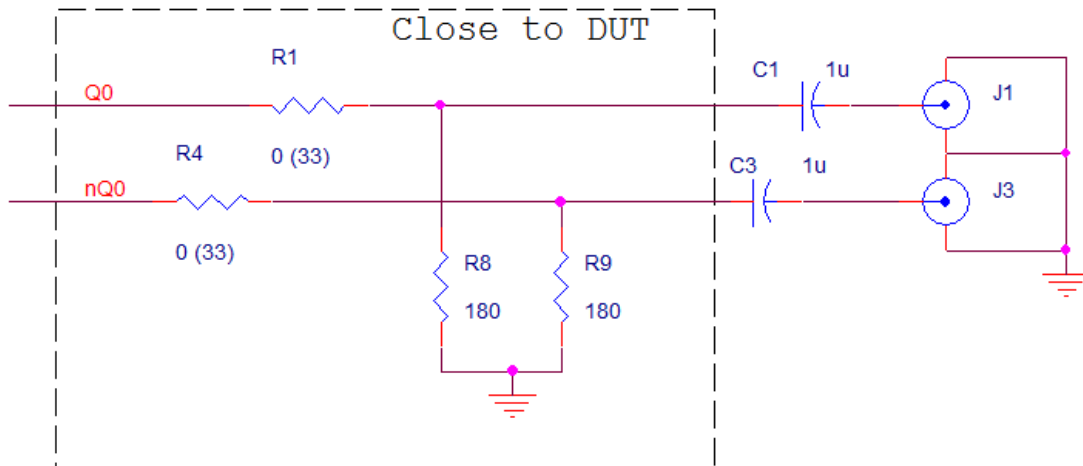 Close to DUT
R1
C1
1u
Q0
J1
R4
0 (33)
C3
1u
nQ0
J3
0 (33)
R8
R9
180
180